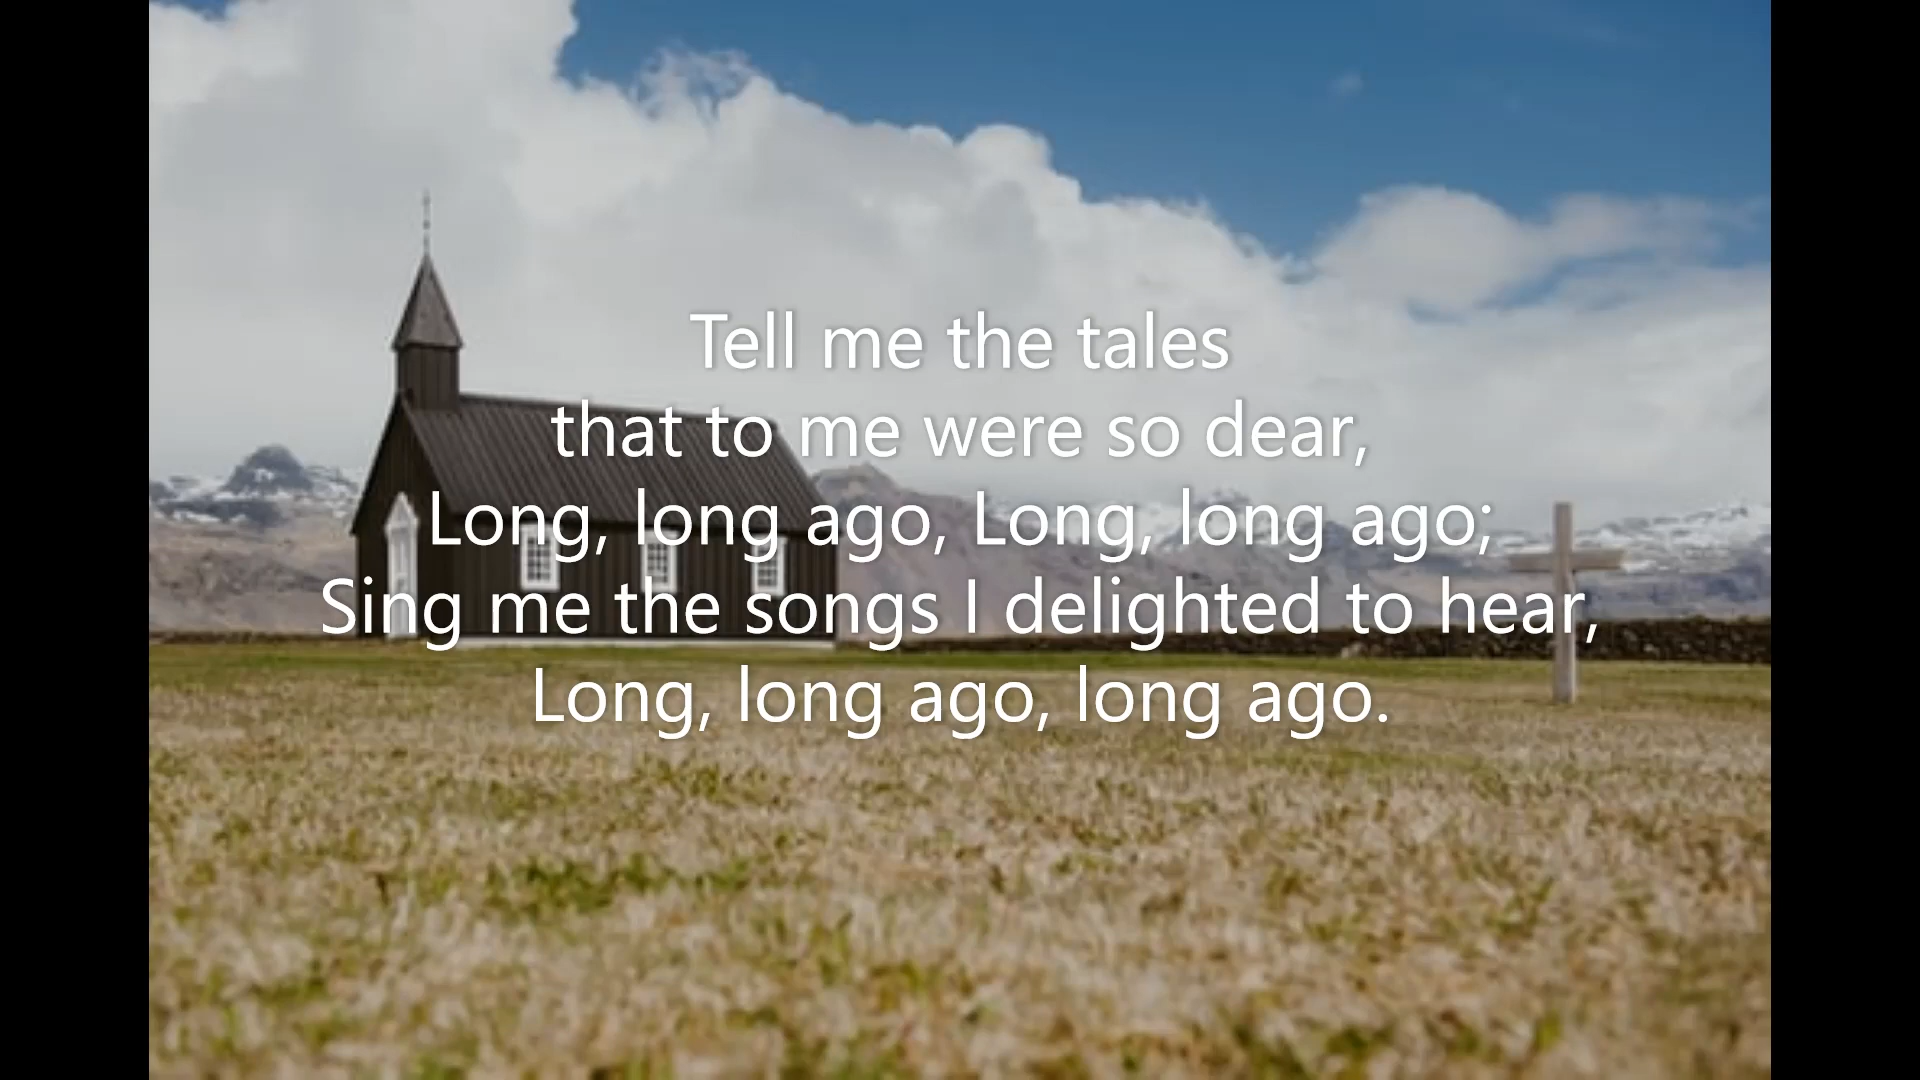 Tell me the tales
that to me were so dear,
Long, long ago, Long, long ago;
Sing me the songs I delighted to hear,
Long, long ago, long ago.